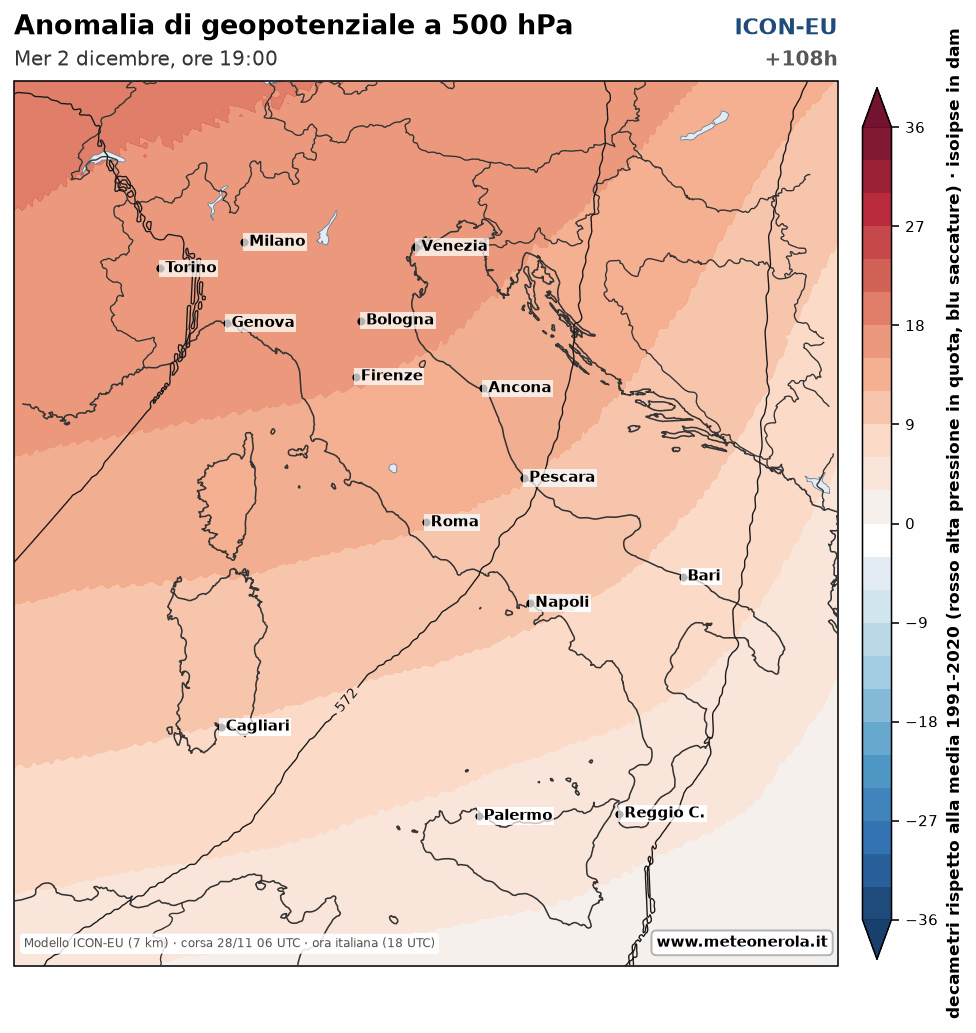 Anomalia di geopotenziale a 500 hPa
ICON-EU
Mer 2 dicembre, ore 19:00
+108h
Milano
Venezia
Torino
Genova
Bologna
Firenze
Ancona
Pescara
Roma
Bari
Napoli
572
Cagliari
Palermo
Reggio C.
Modello ICON-EU (7 km) · corsa 28/11 06 UTC · ora italiana (18 UTC)
www.meteonerola.it
36
27
18
9
0
−9
−18
−27
−36
decametri rispetto alla media 1991-2020 (rosso alta pressione in quota, blu saccature) · isoipse in dam